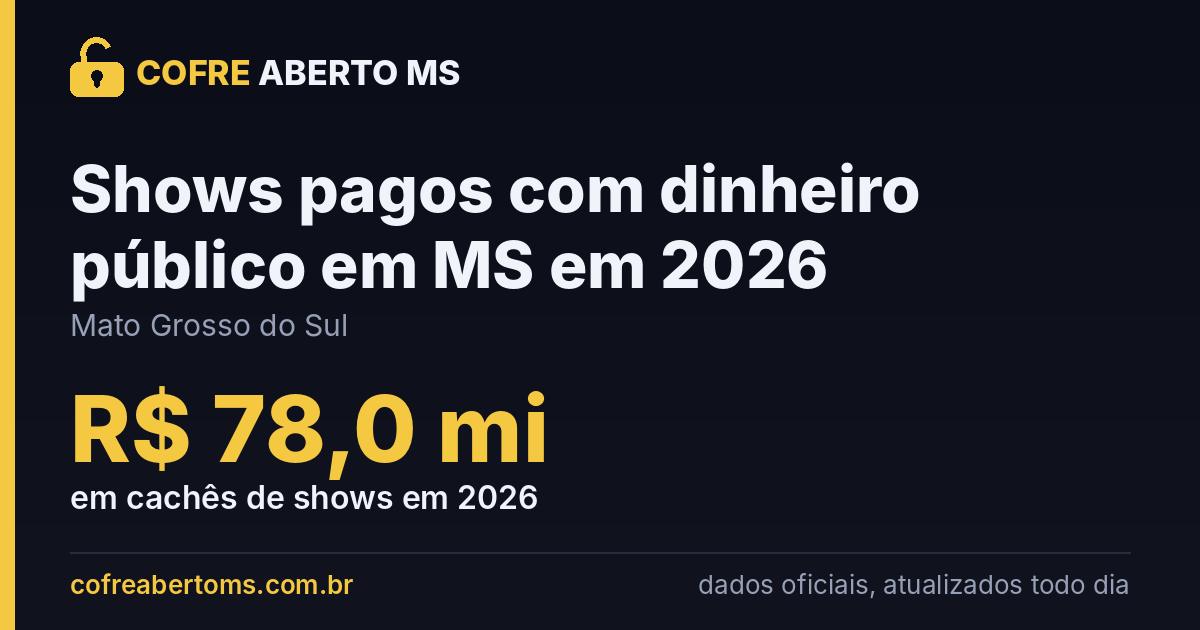 COFRE ABERTO MS
Shows pagos com dinheiro
público em MS em 2026
Mato Grosso do Sul
R$ 78,0 mi
em cachês de shows em 2026
cofreabertoms.com.br
dados oficiais, atualizados todo dia